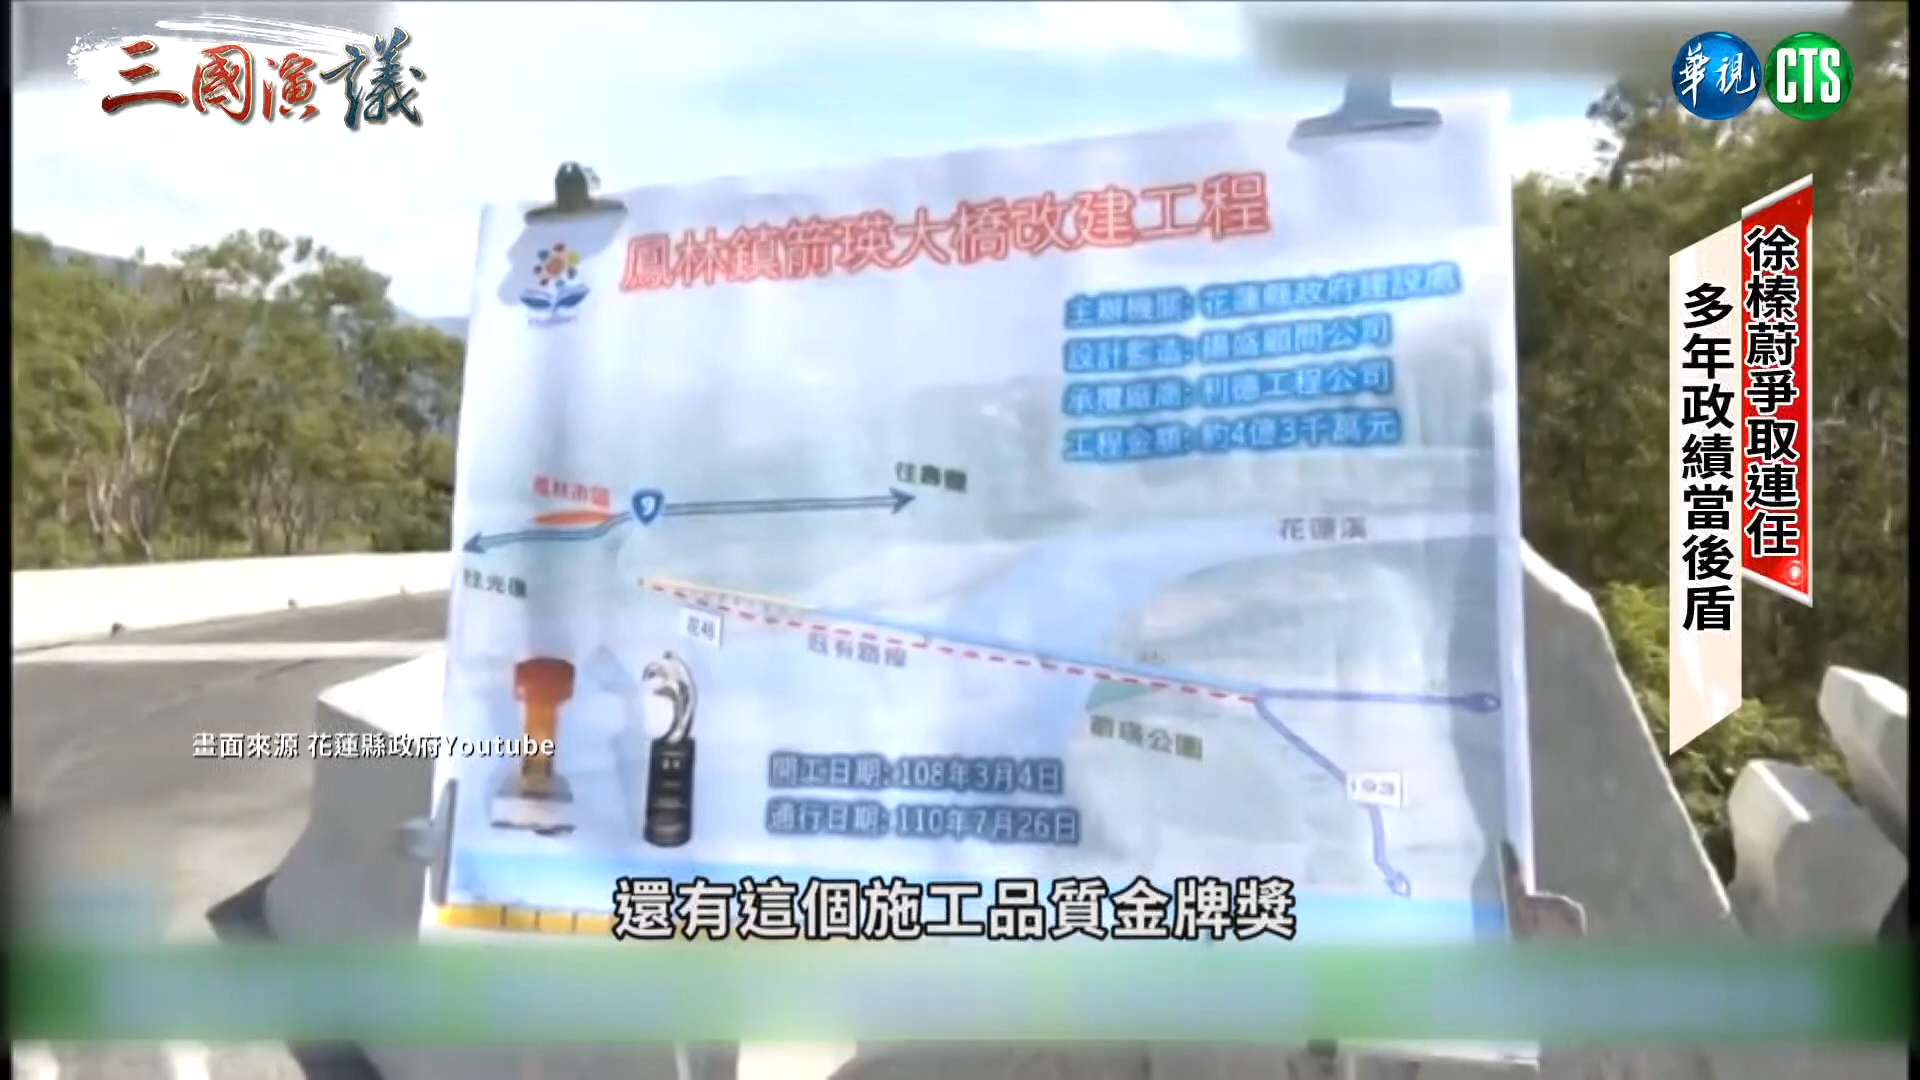 三國演議
華視 CTS
徐榛蔚爭取連任
多年政績當後盾
鳳林鎮箭瑛大橋改建工程
主辦機關: 花蓮縣政府建設處
設計監造: 揚盛顧問公司
承攬廠商: 利德工程公司
工程金額: 約4億3千萬元
往壽豐
鳳林市區
9
花蓮溪
往光復
花45
既有路段
箭瑛公園
193
開工日期: 108年3月4日
通行日期: 110年7月26日
畫面來源 花蓮縣政府Youtube
還有這個施工品質金牌獎